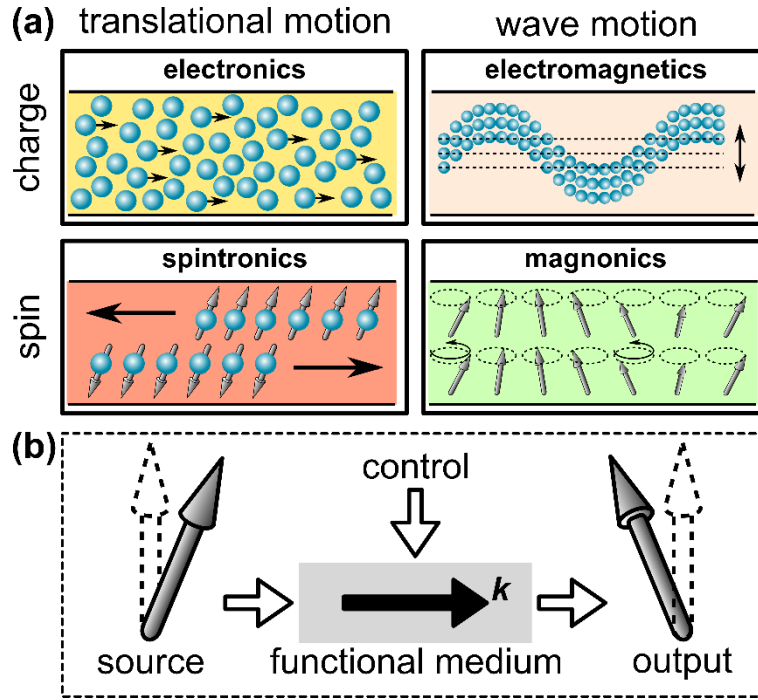 (a) translational motion wave motion
charge
electronics electromagnetics
spin
spintronics magnonics
(b)
control
k
source functional medium output